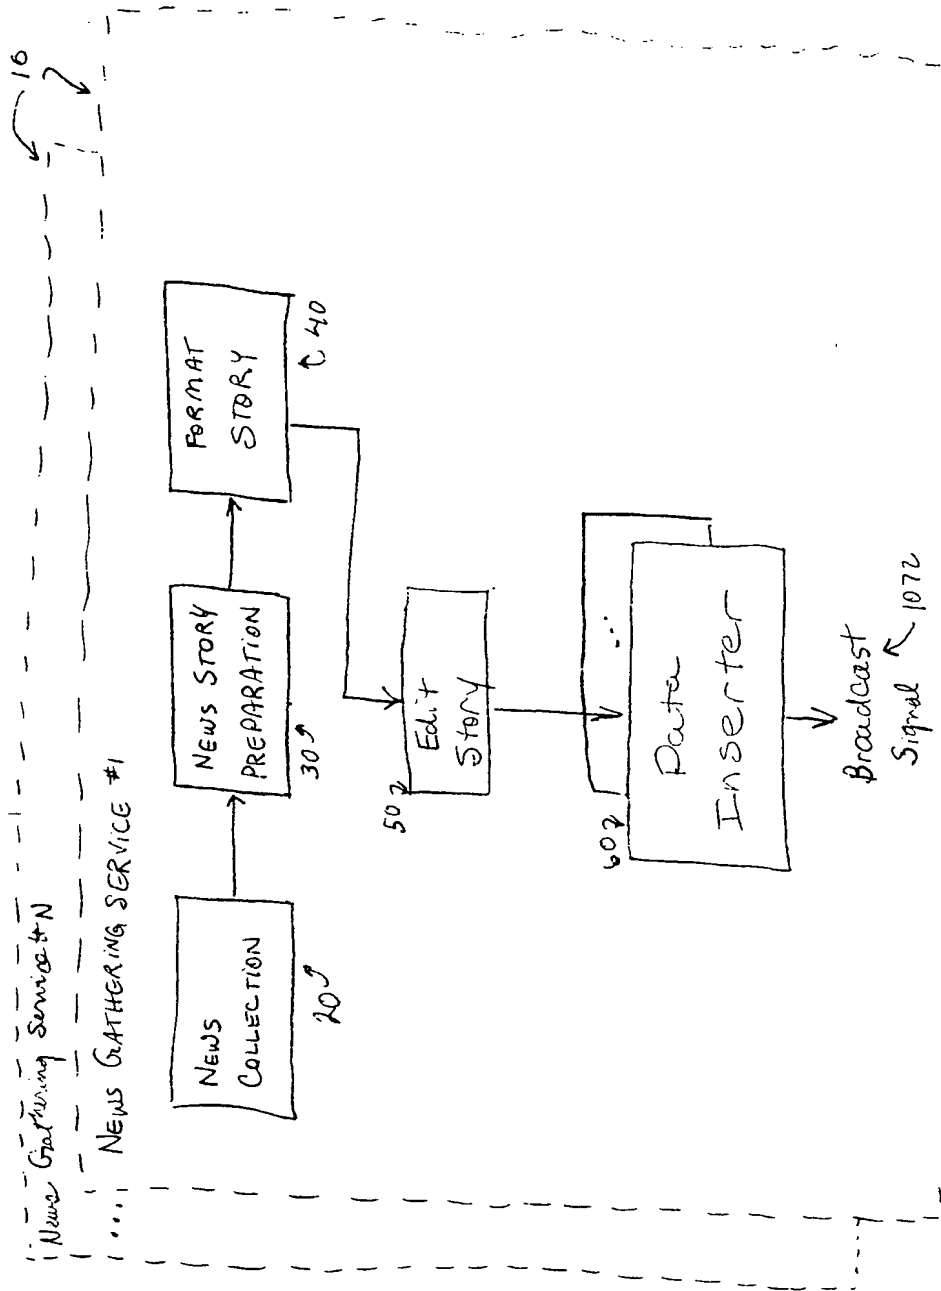 16
News Gathering Service #N
NEWS GATHERING SERVICE #1
NEWS
COLLECTION
20
NEWS STORY
PREPARATION
30
FORMAT
STORY
40
50
Edit
Story
60
...
Data
Inserter
Broadcast
Signal
1072